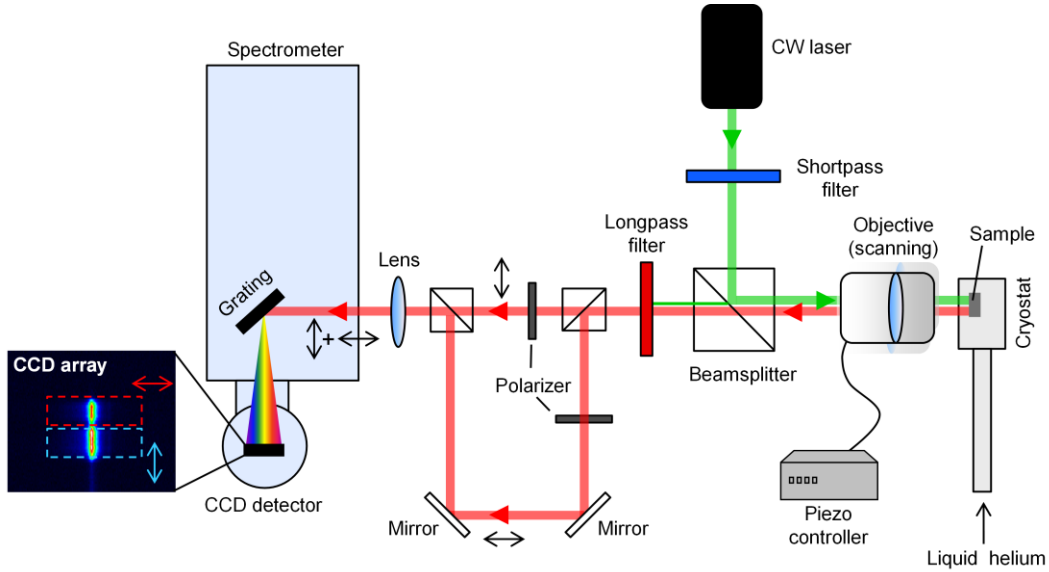 Spectrometer
CW laser
Shortpass
filter
Longpass
filter
Objective
(scanning)
Sample
Lens
Grating
Cryostat
+
CCD array
Beamsplitter
Polarizer
CCD detector
Mirror
Mirror
Piezo
controller
Liquid helium